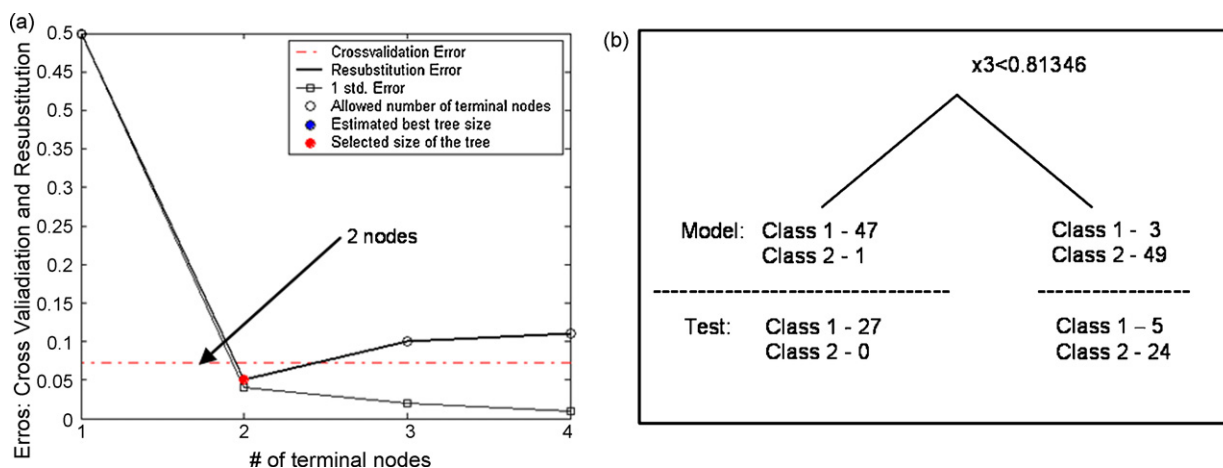 (a)
0.5
0.45
0.5
0.35
0.3
0.25
0.2
0.15
0.1
0.05
0
1
2
3
4
Erros: Cross Valiadiation and Resubstitution
# of terminal nodes
Crossvalidation Error
Resubstitution Error
1 std. Error
Allowed number of terminal nodes
Estimated best tree size
Selected size of the tree
2 nodes
(b)
x3<0.81346
Model: Class 1 - 47 Class 1 - 3
Class 2 - 1 Class 2 - 49
Test: Class 1 - 27 Class 1 – 5
Class 2 - 0 Class 2 - 24